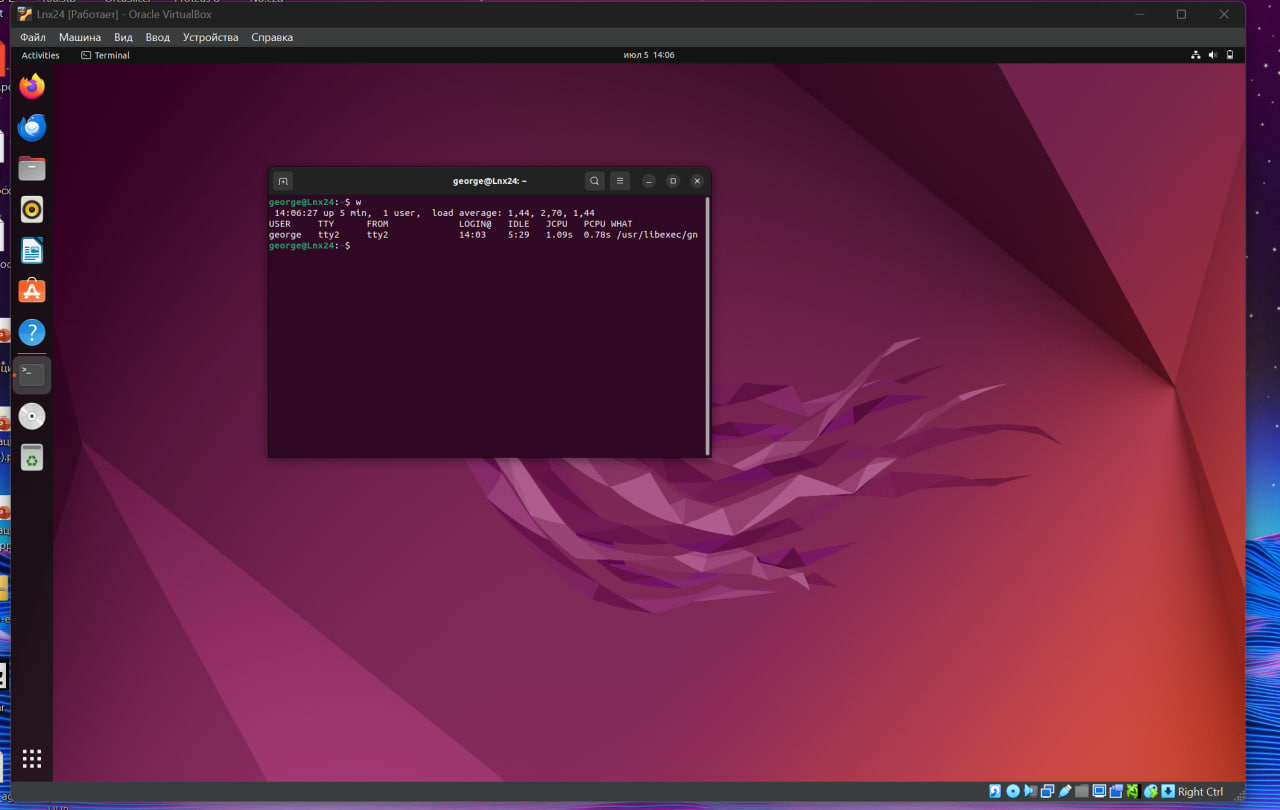 Lnx24 [Работает] - Oracle VirtualBox
Файл Машина Вид Ввод Устройства Справка
Activities Terminal июл 5 14:06
george@Lnx24: ~
george@Lnx24:~$ w
14:06:27 up 5 min, 1 user, load average: 1,44, 2,70, 1,44
USER TTY FROM LOGIN@ IDLE JCPU PCPU WHAT
george tty2 tty2 14:03 5:29 1.09s 0.78s /usr/libexec/gn
george@Lnx24:~$
Right Ctrl